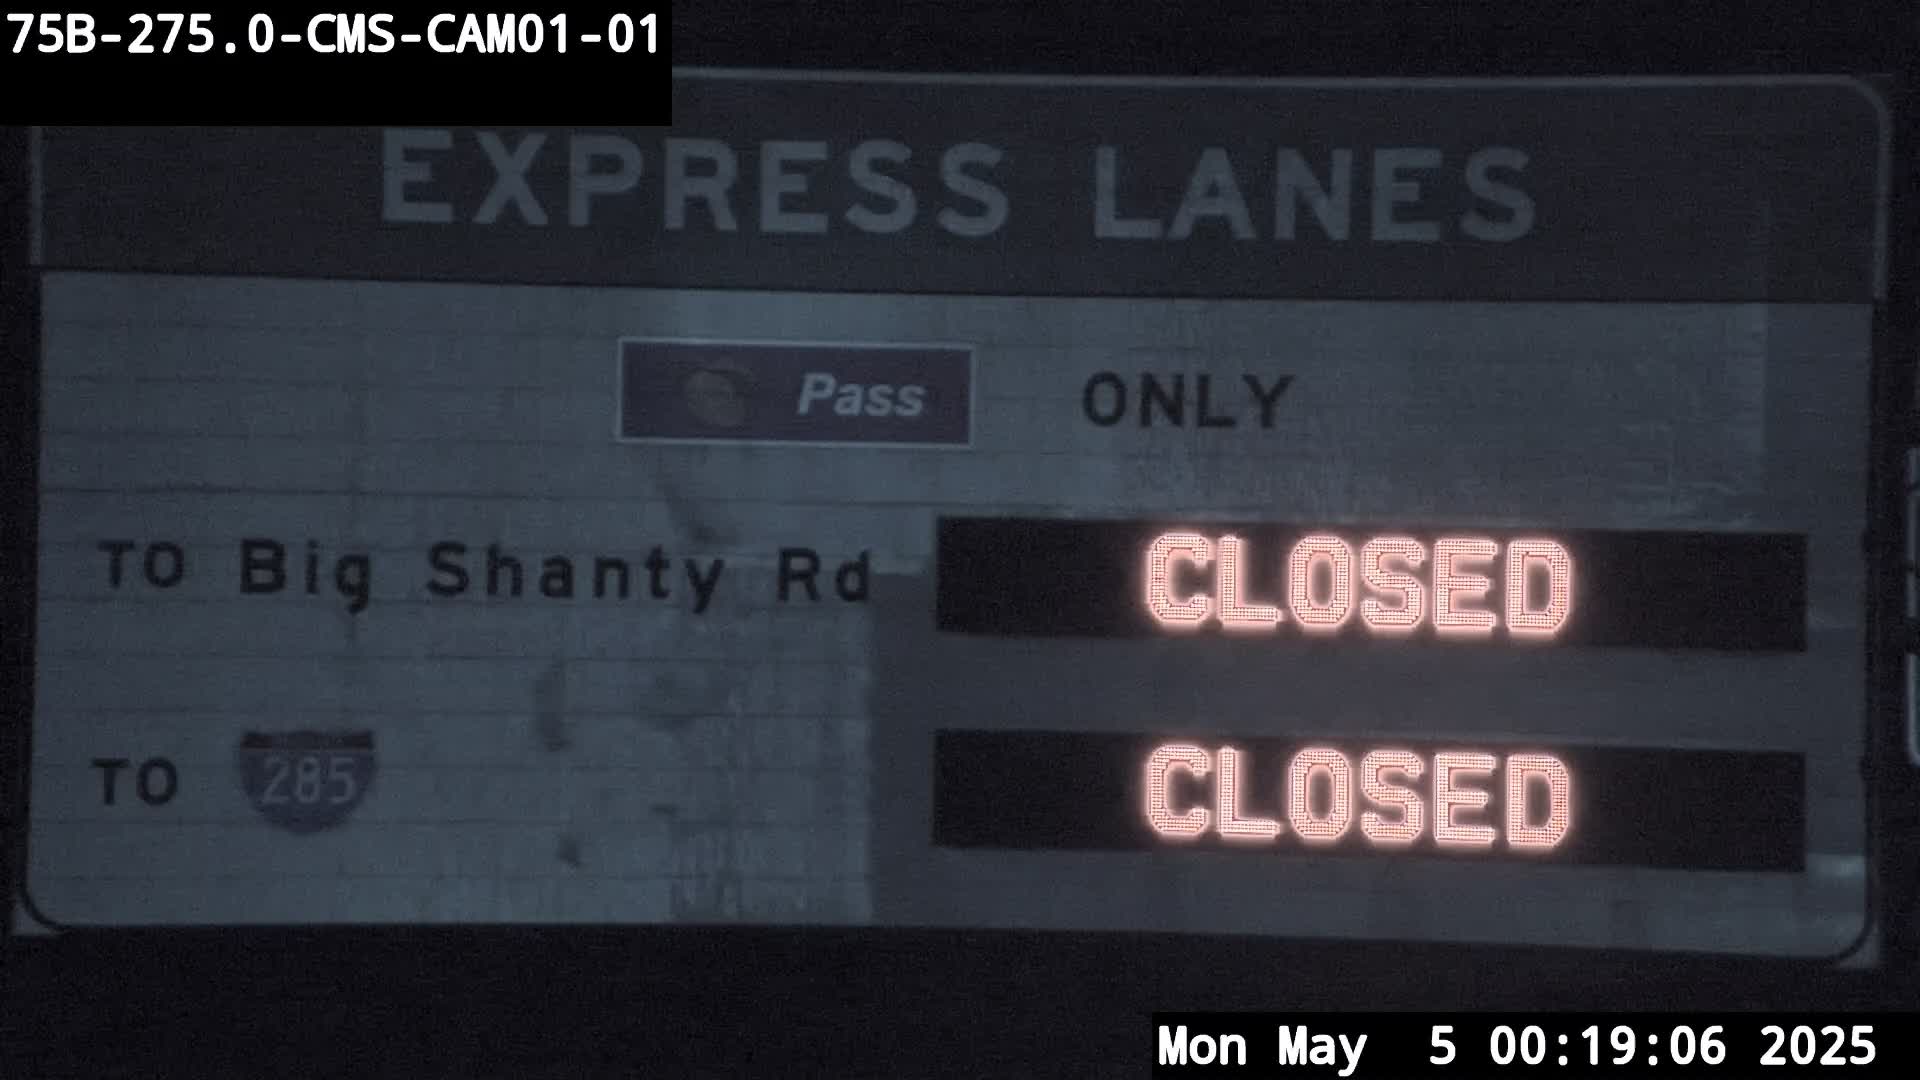 75B-275.0-CMS-CAM01-01
EXPRESS LANES
Pass ONLY
TO Big Shanty Rd CLOSED
TO 285 CLOSED
Mon May 5 00:19:06 2025